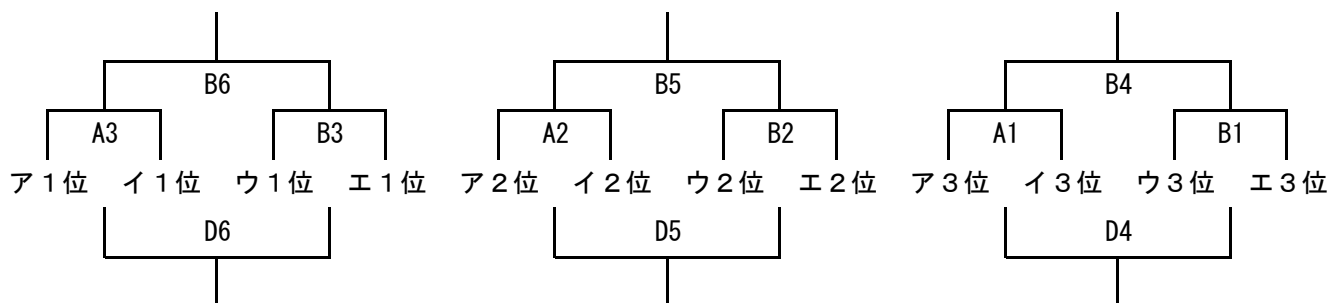 B6 B5 B4
A3 B3 A2 B2 A1 B1
ア１位 イ１位 ウ１位 エ１位 ア２位 イ２位 ウ２位 エ２位 ア３位 イ３位 ウ３位 エ３位
D6 D5 D4